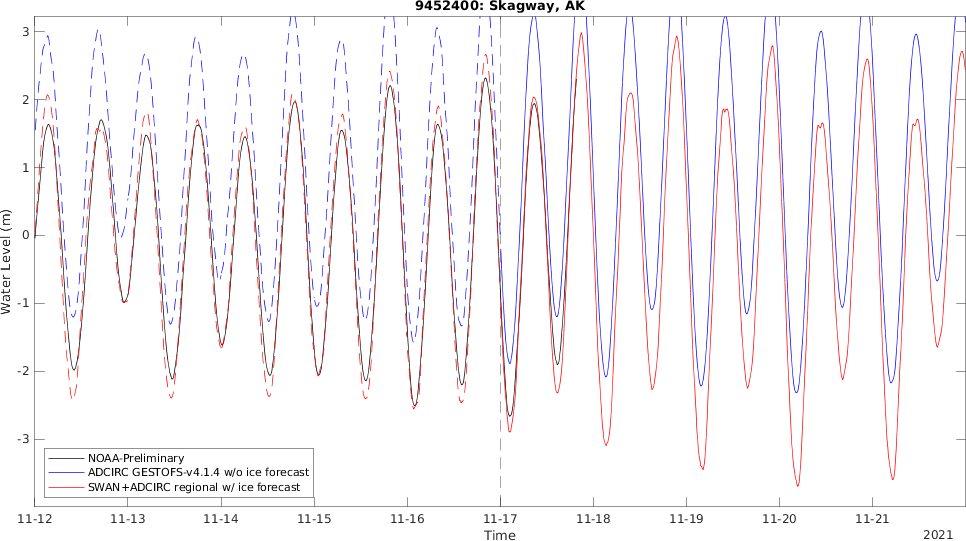 9452400: Skagway, AK
3
2
1
0
-1
-2
-3
Water Level (m)
NOAA-Preliminary
ADCIRC GESTOFS-v4.1.4 w/o ice forecast
SWAN+ADCIRC regional w/ ice forecast
11-12 11-13 11-14 11-15 11-16 11-17 11-18 11-19 11-20 11-21
Time
2021